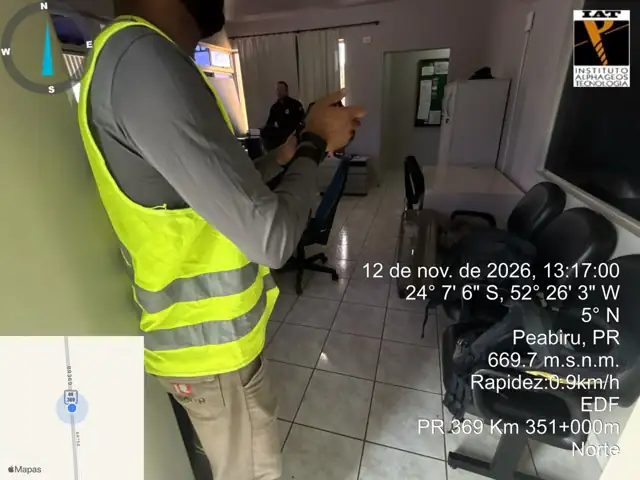 N
W
E
S
IAT
INSTITUTO
ALPHAGEOS
TECNOLOGIA
12 de nov. de 2026, 13:17:00
24° 7' 6" S, 52° 26' 3" W
5° N
Peabiru, PR
669.7 m.s.n.m.
Rapidez:0.9km/h
EDF
PR 369 Km 351+000m
Norte
369
Mapas